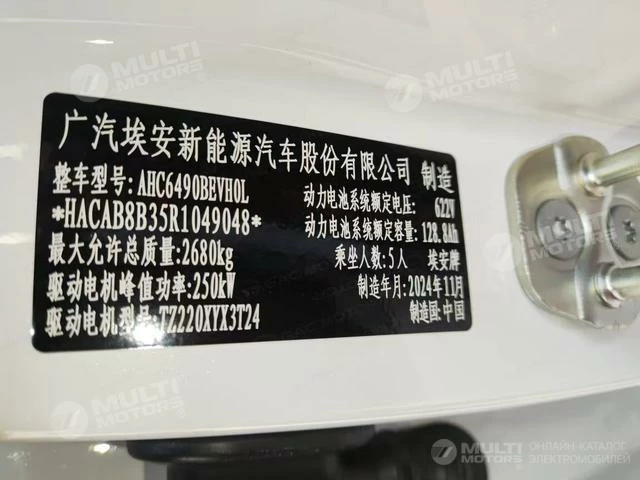 广汽埃安新能源汽车股份有限公司 制造
整车型号: AHC6490BEVH0L
动力电池系统额定电压: 622V
*HACAB8B35R1049048*
动力电池系统额定容量: 128.8Ah
最大允许总质量:2680kg
乘坐人数:5人 埃安牌
驱动电机峰值功率:250kW
制造年月: 2024年11月
驱动电机型号:TZ220XYX3T24
制造国:中国
MULTI MOTORS
MULTI MOTORS
MULTI MOTORS
MULTI MOTORS ОНЛАЙН-КАТАЛОГ ЭЛЕКТРОМОБИЛЕЙ